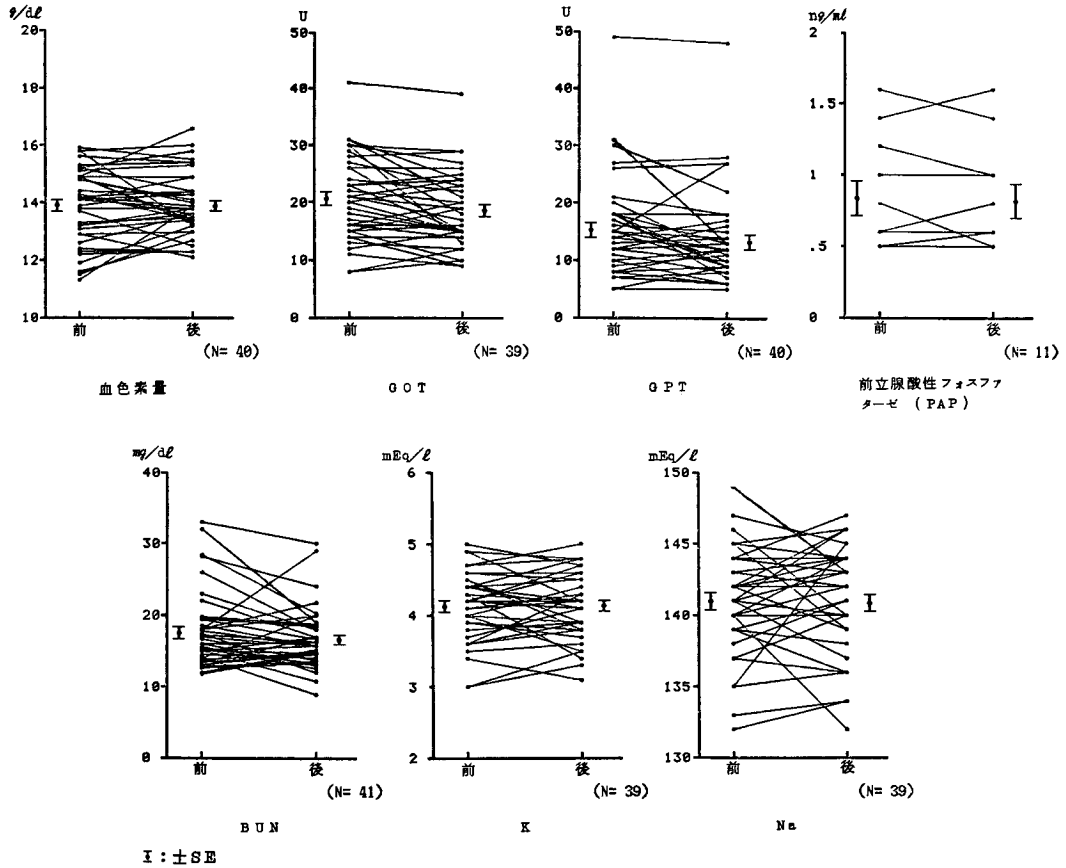 g/dℓ
20
18
16
14
12
10
前 後
(N= 40)
血色素量
U
50
40
30
20
10
0
前 後
(N= 39)
GOT
U
50
40
30
20
10
0
前 後
(N= 40)
GPT
ng/mℓ
2
1.5
1
.5
0
前 後
(N= 11)
前立腺酸性フォスファ
ターゼ (PAP)
mg/dℓ
40
30
20
10
0
前 後
(N= 41)
BUN
mEq/ℓ
6
5
4
3
2
前 後
(N= 39)
K
mEq/ℓ
150
145
140
135
130
前 後
(N= 39)
Na
I:±SE